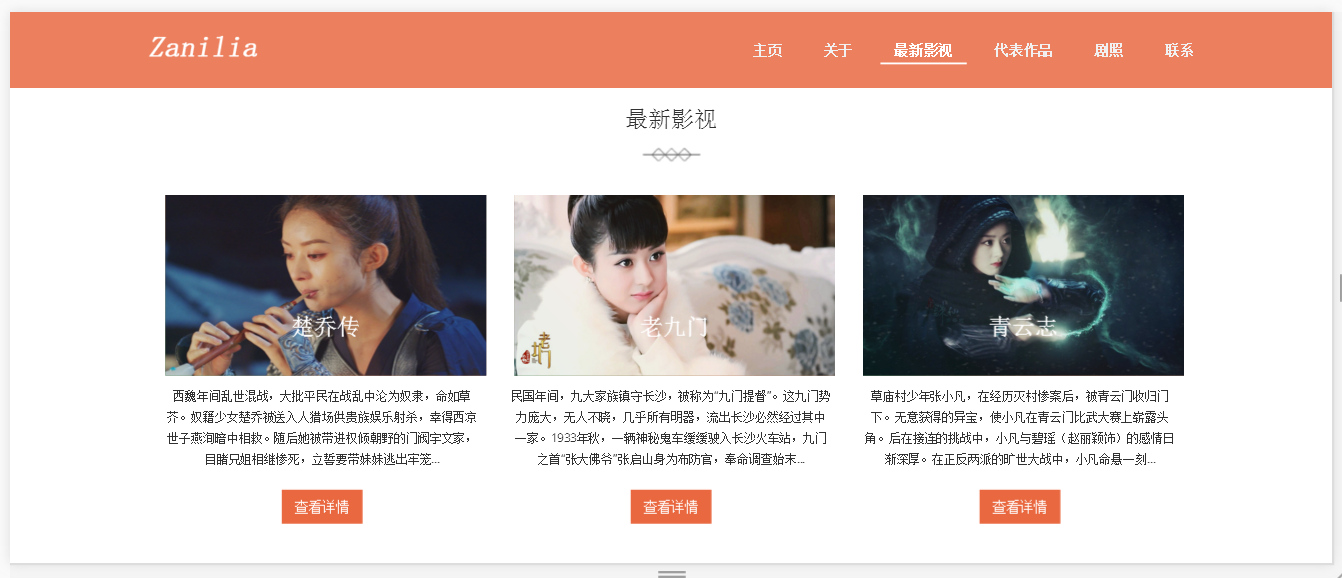 Zanilia
主页 关于 最新影视 代表作品 剧照 联系
最新影视
楚乔传
西魏年间乱世混战，大批平民在战乱中沦为奴隶，命如草
芥。奴籍少女楚乔被送入人猎场供贵族娱乐射杀，幸得西凉
世子燕洵暗中相救。随后她被带进权倾朝野的门阀宇文家，
目睹兄姐相继惨死，立誓要带妹妹逃出牢笼...
查看详情
老九门
老九门
民国年间，九大家族镇守长沙，被称为“九门提督”。这九门势
力庞大，无人不晓，几乎所有明器，流出长沙必然经过其中
一家。1933年秋，一辆神秘鬼车缓缓驶入长沙火车站，九门
之首“张大佛爷”张启山身为布防官，奉命调查始末...
查看详情
青云志
草庙村少年张小凡，在经历灭村惨案后，被青云门收归门
下。无意获得的异宝，使小凡在青云门比武大赛上崭露头
角。后在接连的挑战中，小凡与碧瑶（赵丽颖饰）的感情日
渐深厚。在正反两派的旷世大战中，小凡命悬一刻...
查看详情